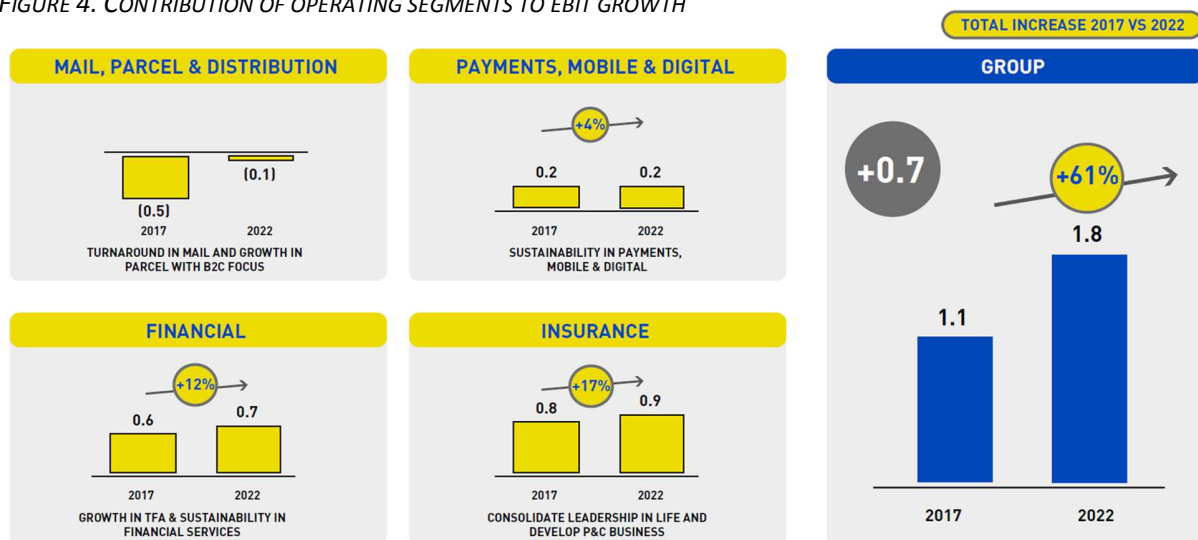 FIGURE 4. CONTRIBUTION OF OPERATING SEGMENTS TO EBIT GROWTH
TOTAL INCREASE 2017 VS 2022
MAIL, PARCEL & DISTRIBUTION
(0.5)
(0.1)
2017
2022
TURNAROUND IN MAIL AND GROWTH IN
PARCEL WITH B2C FOCUS
PAYMENTS, MOBILE & DIGITAL
+4%
0.2
0.2
2017
2022
SUSTAINABILITY IN PAYMENTS,
MOBILE & DIGITAL
FINANCIAL
+12%
0.6
0.7
2017
2022
GROWTH IN TFA & SUSTAINABILITY IN
FINANCIAL SERVICES
INSURANCE
+17%
0.8
0.9
2017
2022
CONSOLIDATE LEADERSHIP IN LIFE AND
DEVELOP P&C BUSINESS
GROUP
+0.7
+61%
1.1
1.8
2017
2022